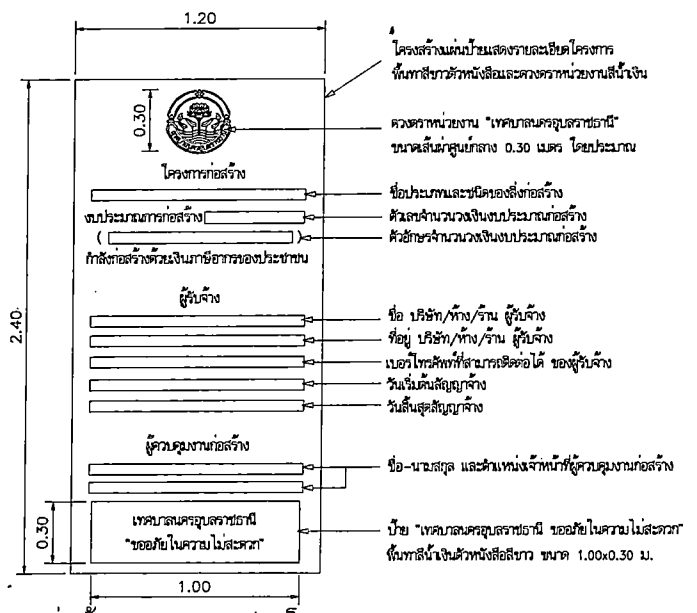 1.20
โครงสร้างแผ่นป้ายแสดงรายละเอียดโครงการ
พื้นทาสีขาวตัวหนังสือและดวงตราหน่วยงานสีน้ำเงิน
0.30
ดวงตราหน่วยงาน "เทศบาลนครอุบลราชธานี"
ขนาดเส้นผ่าศูนย์กลาง 0.30 เมตร โดยประมาณ
โครงการก่อสร้าง
ชื่อประเภทและชนิดของสิ่งก่อสร้าง
งบประมาณการก่อสร้าง
ตัวเลขจำนวนวงเงินงบประมาณก่อสร้าง
( )
ตัวอักษรจำนวนวงเงินงบประมาณก่อสร้าง
กำลังก่อสร้างด้วยเงินภาษีอากรของประชาชน
2.40
ผู้รับจ้าง
ชื่อ บริษัท/ห้าง/ร้าน ผู้รับจ้าง
ที่อยู่ บริษัท/ห้าง/ร้าน ผู้รับจ้าง
เบอร์โทรศัพท์ที่สามารถติดต่อได้ ของผู้รับจ้าง
วันเริ่มต้นสัญญาจ้าง
วันสิ้นสุดสัญญาจ้าง
ผู้ควบคุมงานก่อสร้าง
ชื่อ-นามสกุล และตำแหน่งเจ้าหน้าที่ผู้ควบคุมงานก่อสร้าง
0.30
เทศบาลนครอุบลราชธานี
"ขออภัยในความไม่สะดวก"
ป้าย "เทศบาลนครอุบลราชธานี ขออภัยในความไม่สะดวก"
พื้นทาสีน้ำเงินตัวหนังสือสีขาว ขนาด 1.00x0.30 ม.
1.00